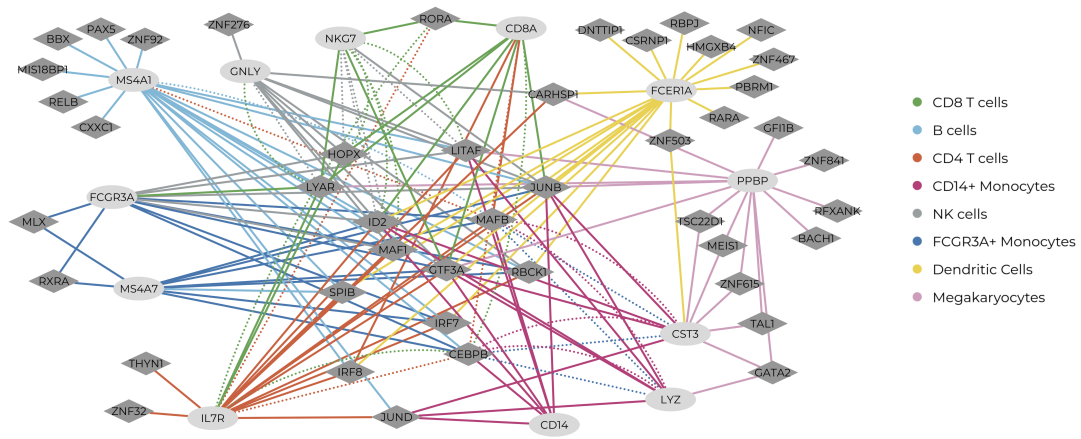 RORA
ZNF276
CD8A
RBPJ
PAX5
DNTTIP1
NFIC
BBX
ZNF92
NKG7
CSRNP1
HMGXB4
ZNF467
MIS18BP1
GNLY
MS4A1
PBRM1
FCER1A
CARHSP1
RELB
CD8 T cells
RARA
CXXC1
GFI1B
B cells
ZNF503
HOPX
LITAF
CD4 T cells
ZNF841
PPBP
LYAR
JUNB
CD14+ Monocytes
FCGR3A
RFXANK
NK cells
MLX
ID2
MAFB
TSC22D1
BACH1
FCGR3A+ Monocytes
MEIS1
MAF1
GTF3A
RBCK1
Dendritic Cells
RXRA
MS4A7
SPIB
ZNF615
Megakaryocytes
IRF7
TAL1
CST3
CEBPB
THYN1
IRF8
GATA2
LYZ
ZNF32
IL7R
JUND
CD14